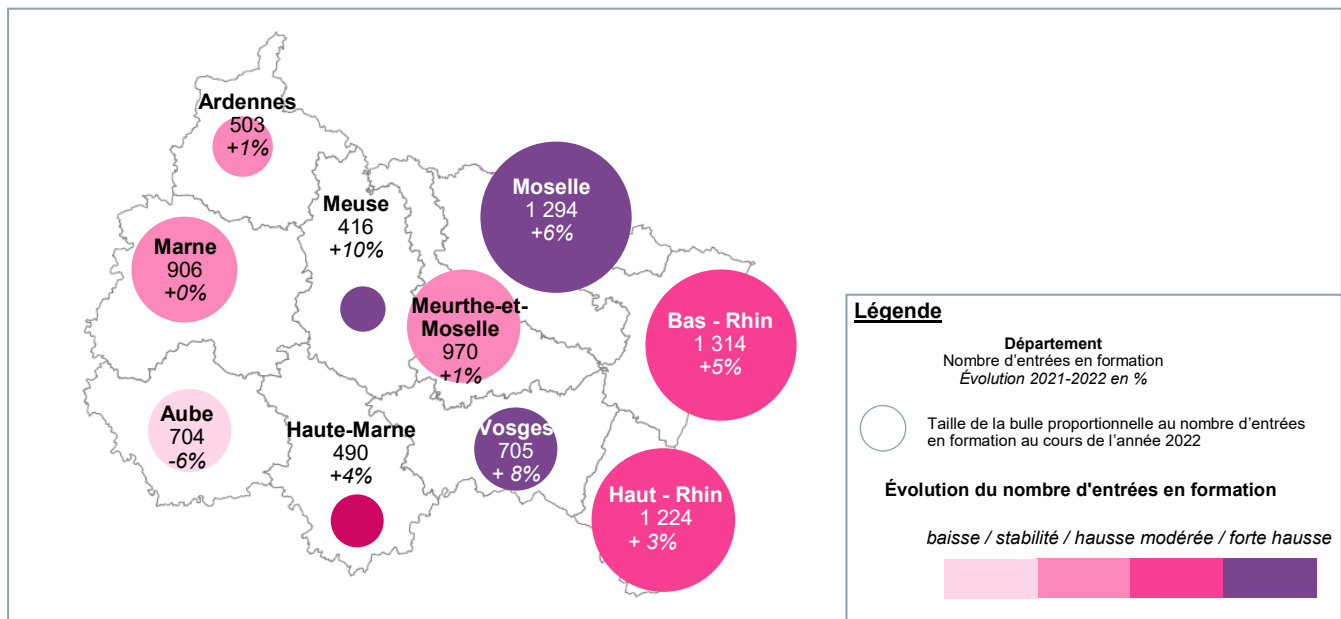 Ardennes
503
+1%
Meuse
416
+10%
Moselle
1 294
+6%
Marne
906
+0%
Meurthe-et-
Moselle
970
+1%
Bas - Rhin
1 314
+5%
Aube
704
-6%
Haute-Marne
490
+4%
Vosges
705
+ 8%
Haut - Rhin
1 224
+ 3%
Légende
Département
Nombre d'entrées en formation
Évolution 2021-2022 en %
Taille de la bulle proportionnelle au nombre d'entrées
en formation au cours de l'année 2022
Évolution du nombre d'entrées en formation
baisse / stabilité / hausse modérée / forte hausse